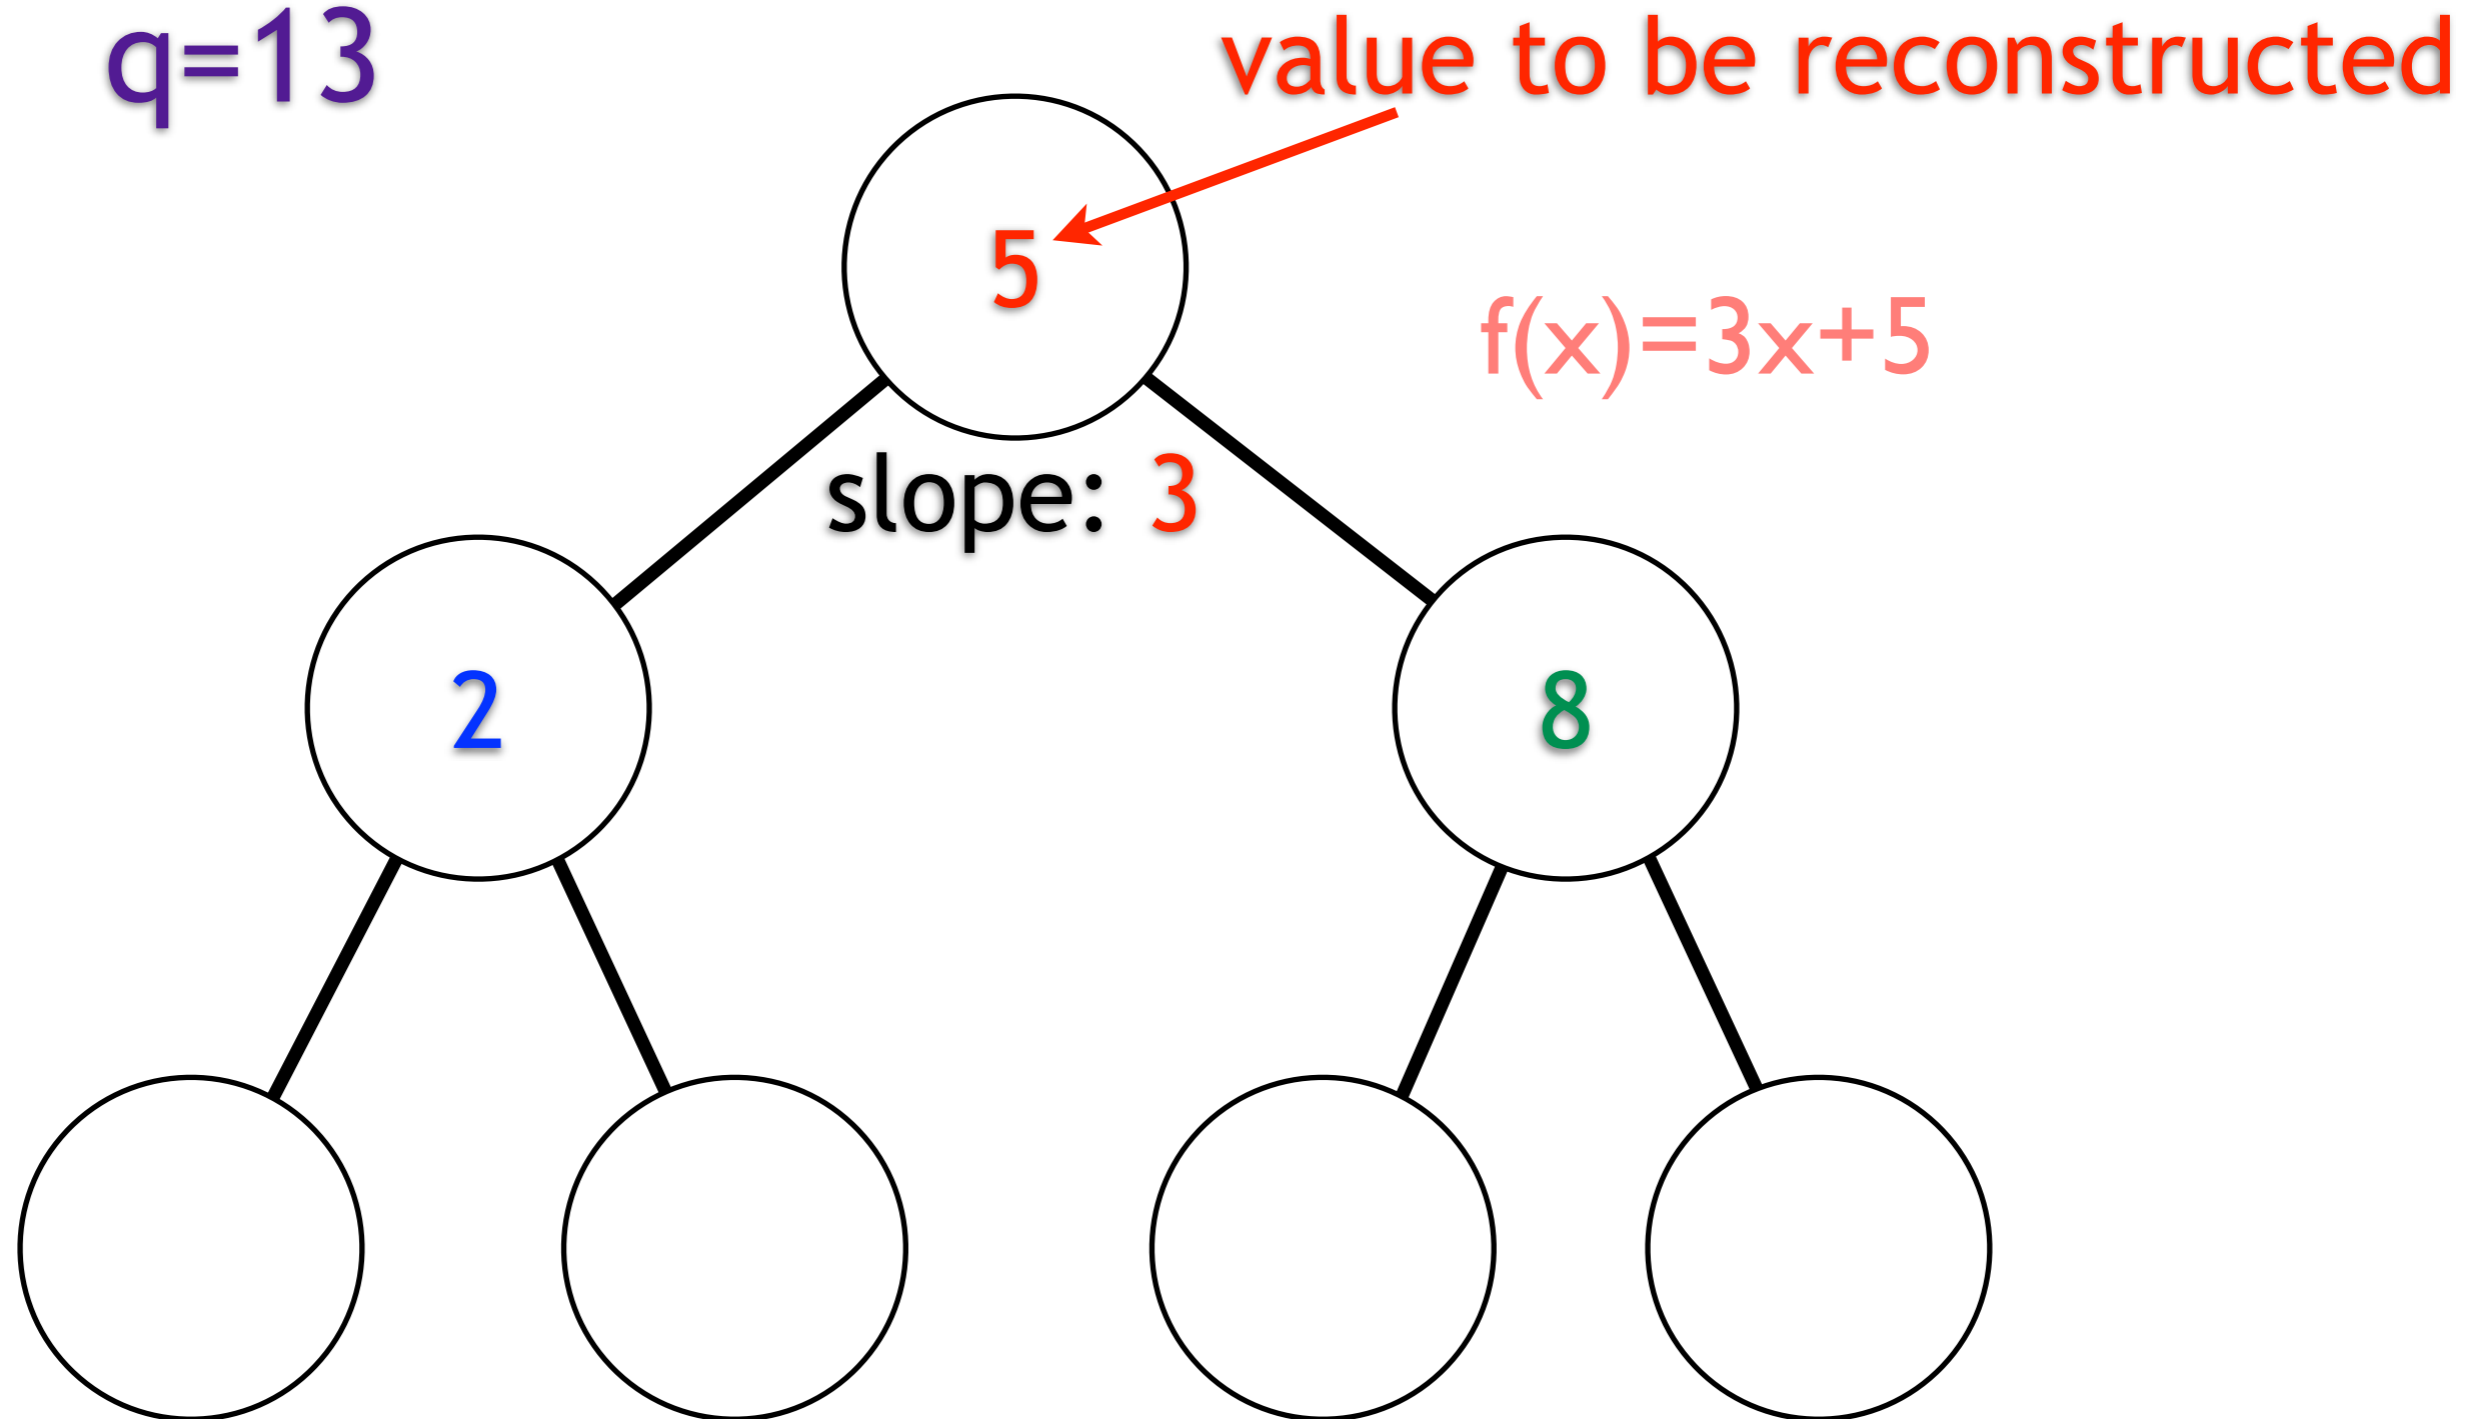 q=13
value to be reconstructed
5
f(x)=3x+5
slope: 3
2
8